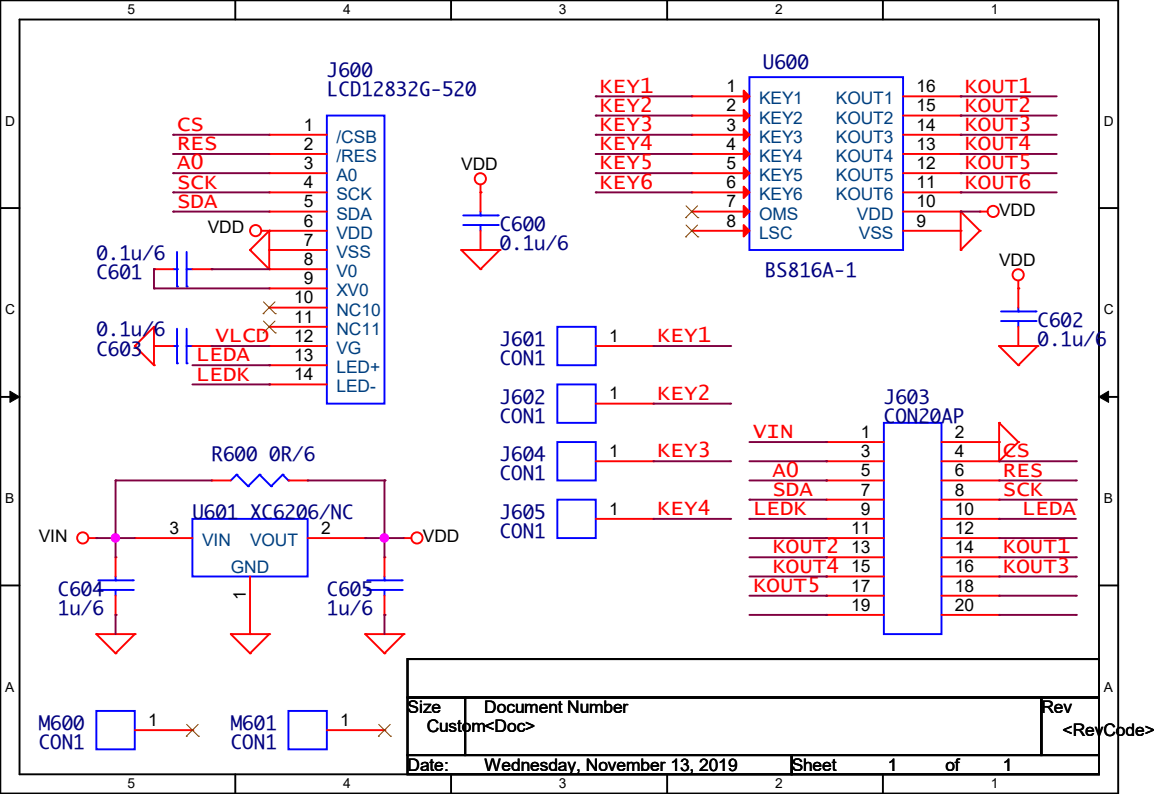 5 4 3 2 1
D
C
B
A
D
C
B
A
J600
LCD12832G-520
CS 1 /CSB
RES 2 /RES
A0 3 A0
SCK 4 SCK
SDA 5 SDA
VDD 6 VDD
7 VSS
8 V0
9 XV0
10 NC10
11 NC11
VLCD 12 VG
LEDA 13 LED+
LEDK 14 LED-
0.1u/6
C601
0.1u/6
C603
VDD
C600
0.1u/6
U600
KEY1 1 KEY1 KOUT1 16 KOUT1
KEY2 2 KEY2 KOUT2 15 KOUT2
KEY3 3 KEY3 KOUT3 14 KOUT3
KEY4 4 KEY4 KOUT4 13 KOUT4
KEY5 5 KEY5 KOUT5 12 KOUT5
KEY6 6 KEY6 KOUT6 11 KOUT6
7 OMS VDD 10 VDD
8 LSC VSS 9
BS816A-1
VDD
C602
0.1u/6
J601
CON1
1 KEY1
J602
CON1
1 KEY2
J604
CON1
1 KEY3
J605
CON1
1 KEY4
J603
CON20AP
VIN 1 2
3 4 CS
A0 5 6 RES
SDA 7 8 SCK
LEDK 9 10 LEDA
11 12
KOUT2 13 14 KOUT1
KOUT4 15 16 KOUT3
KOUT5 17 18
19 20
R600 0R/6
U601 XC6206/NC
VIN 3 VIN VOUT 2 VDD
GND
1
C604
1u/6
C605
1u/6
M600
CON1
1
M601
CON1
1
Size Document Number Rev
Custom <Doc> <RevCode>
Date: Wednesday, November 13, 2019 Sheet 1 of 1
5 4 3 2 1